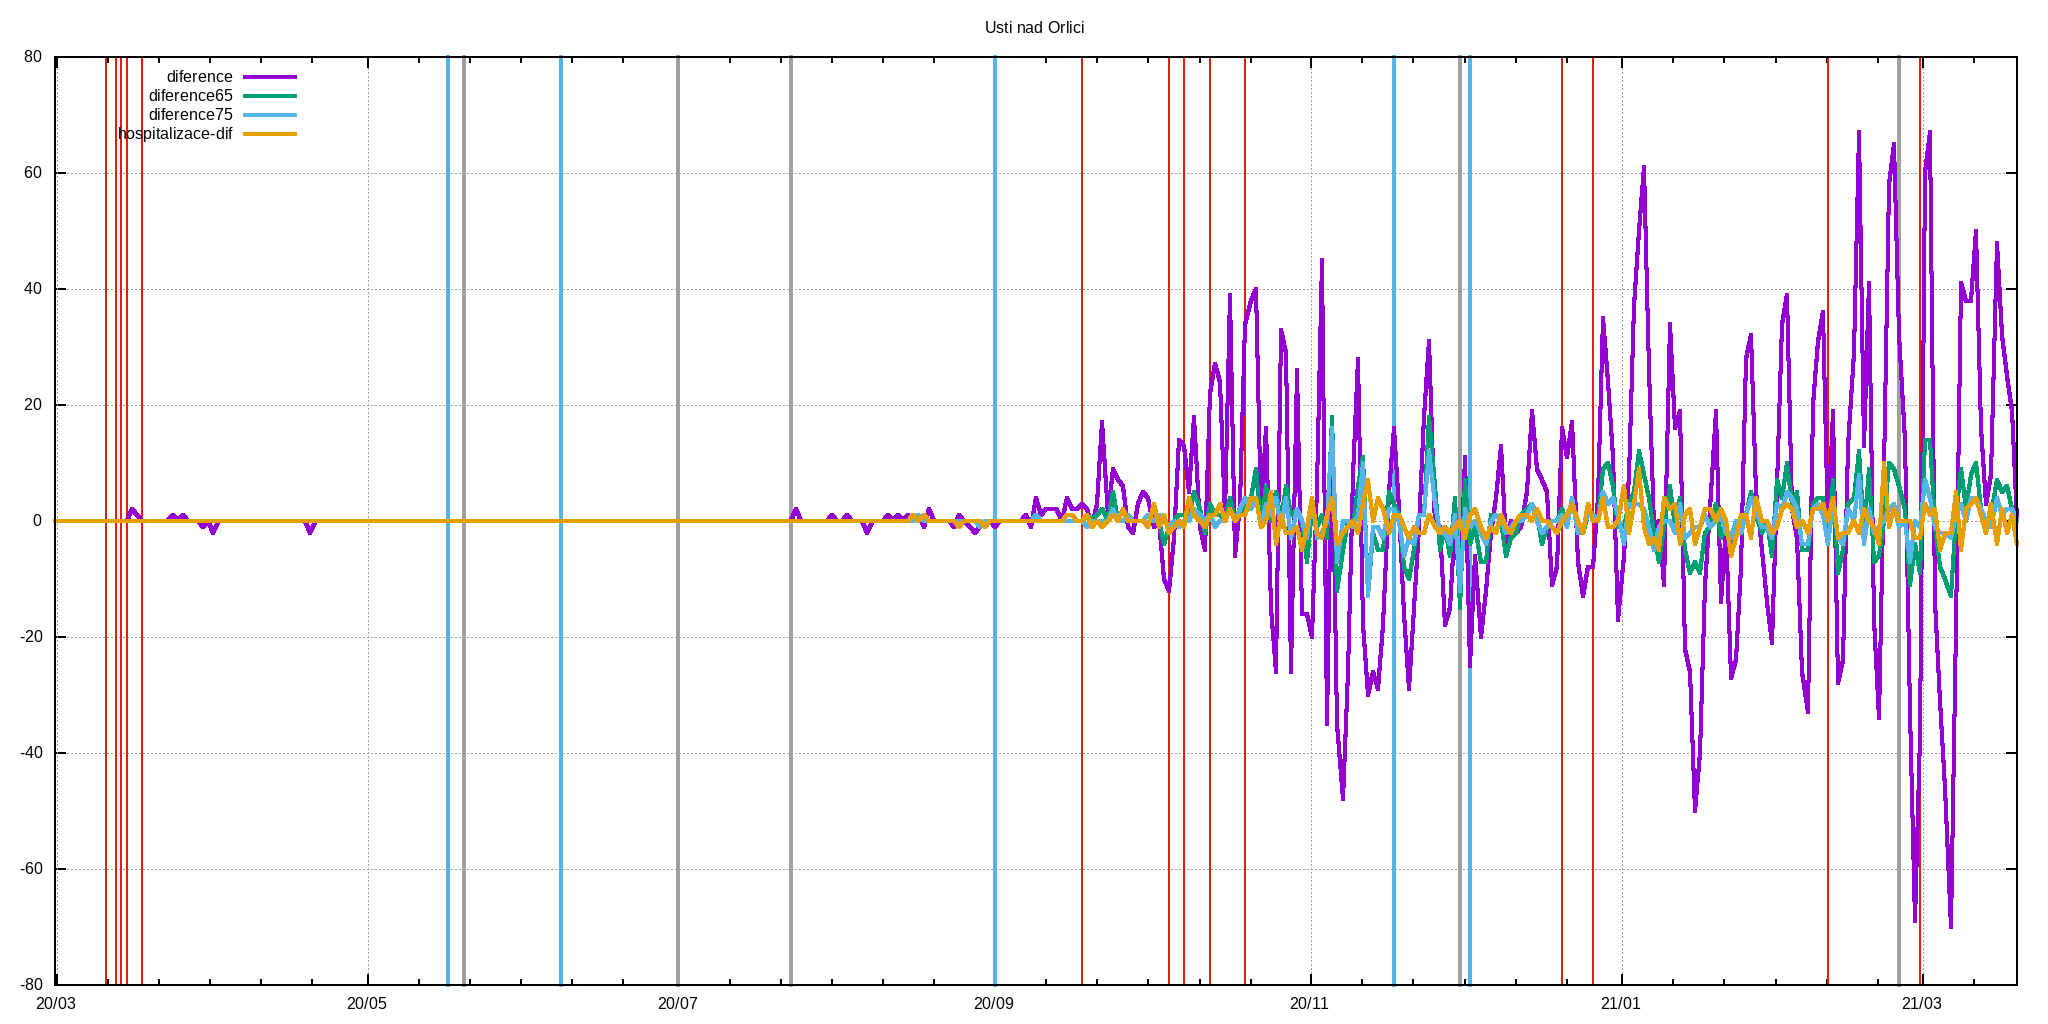 Usti nad Orlici
80
60
40
20
0
-20
-40
-60
-80
diference
diference65
diference75
hospitalizace-dif
20/03 20/05 20/07 20/09 20/11 21/01 21/03